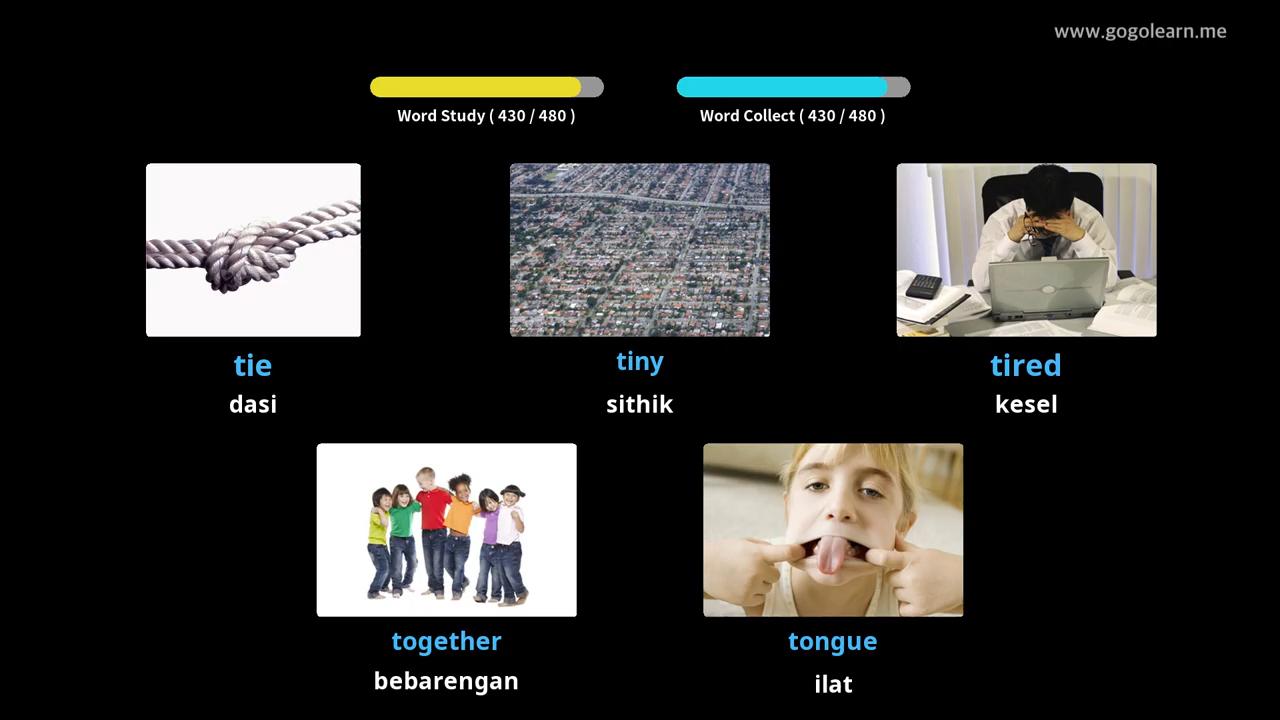 www.gogolearn.me
Word Study ( 430 / 480 )
Word Collect ( 430 / 480 )
tie
dasi
tiny
sithik
tired
kesel
together
bebarengan
tongue
ilat